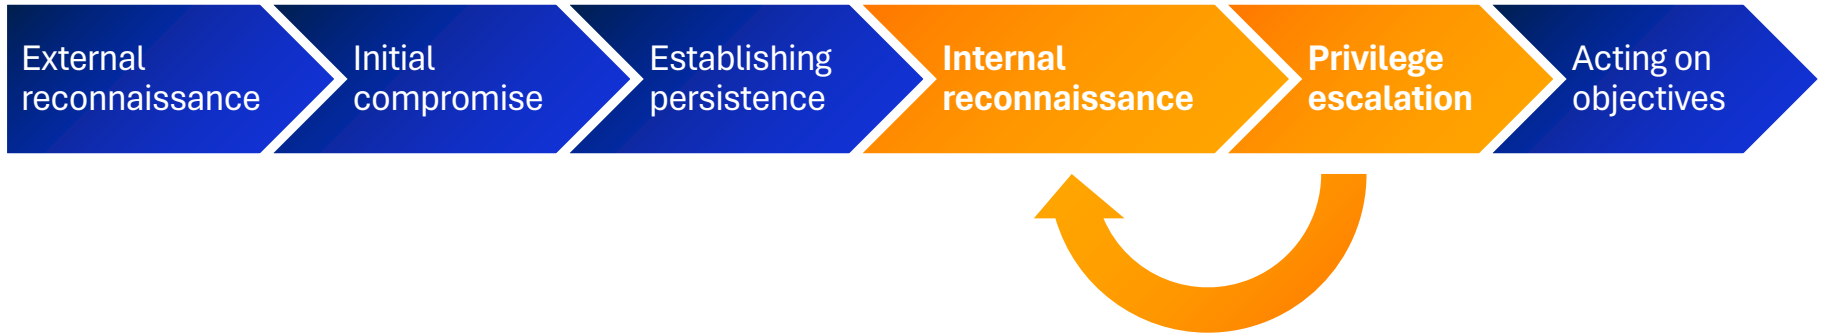 External
reconnaissance
Initial
compromise
Establishing
persistence
Internal
reconnaissance
Privilege
escalation
Acting on
objectives